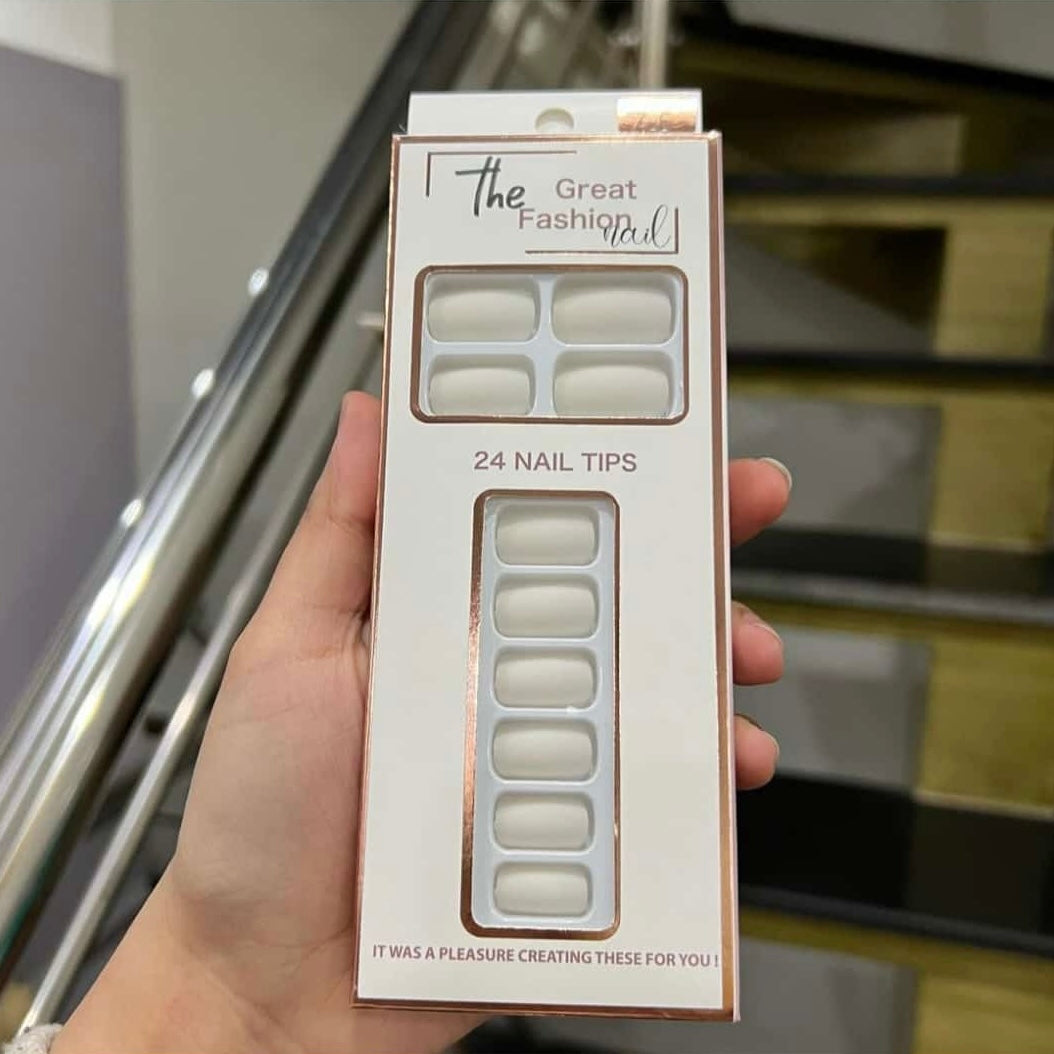 The Great
Fashion nail
24 NAIL TIPS
IT WAS A PLEASURE CREATING THESE FOR YOU !